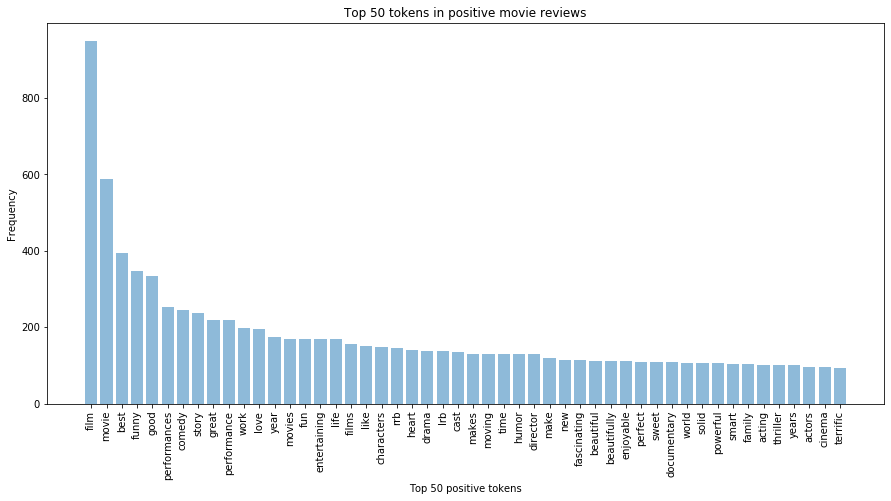 Top 50 tokens in positive movie reviews
Frequency
800
600
400
200
0
film
movie
best
funny
good
performances
comedy
story
great
performance
work
love
year
movies
fun
entertaining
life
films
like
characters
rrb
heart
drama
lrb
cast
makes
moving
time
humor
director
make
new
fascinating
beautiful
beautifully
enjoyable
perfect
sweet
documentary
world
solid
powerful
smart
family
acting
thriller
years
actors
cinema
terrific
Top 50 positive tokens